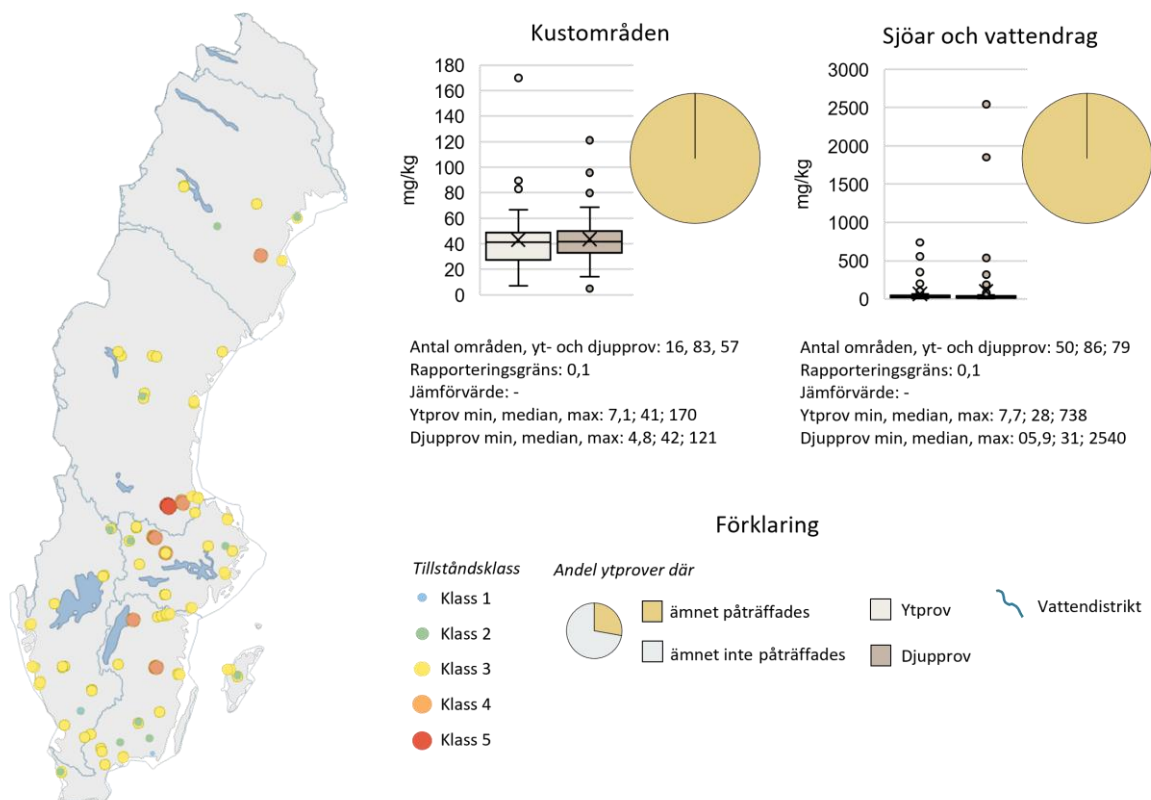 Kustområden
180
160
140
120
100
80
60
40
20
0
mg/kg
Antal områden, yt- och djupprov: 16, 83, 57
Rapporteringsgräns: 0,1
Jämförvärde: -
Ytprov min, median, max: 7,1; 41; 170
Djupprov min, median, max: 4,8; 42; 121
Sjöar och vattendrag
3000
2500
2000
1500
1000
500
0
mg/kg
Antal områden, yt- och djupprov: 50; 86; 79
Rapporteringsgräns: 0,1
Jämförvärde: -
Ytprov min, median, max: 7,7; 28; 738
Djupprov min, median, max: 05,9; 31; 2540
Förklaring
Tillståndsklass
Klass 1
Klass 2
Klass 3
Klass 4
Klass 5
Andel ytprover där
ämnet påträffades
ämnet inte påträffades
Ytprov
Djupprov
Vattendistrikt